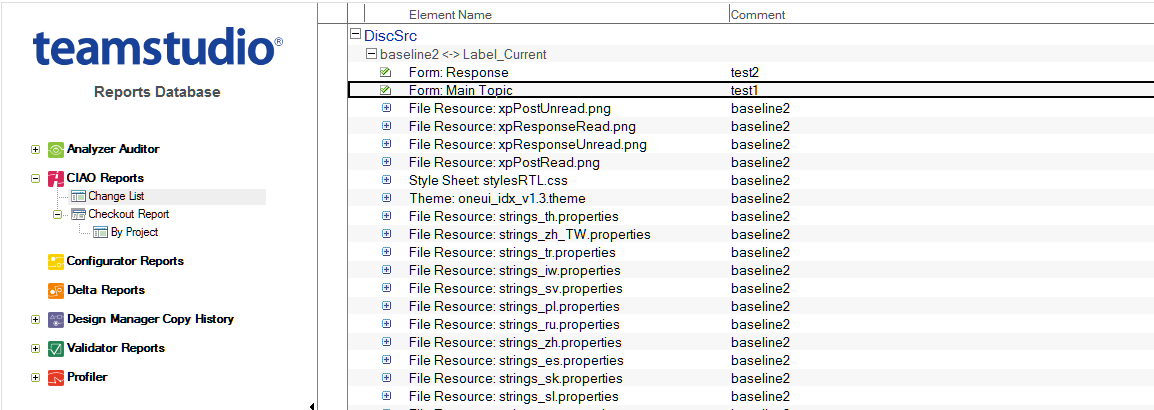 teamstudio®
Reports Database
Analyzer Auditor
CIAO Reports
Change List
Checkout Report
By Project
Configurator Reports
Delta Reports
Design Manager Copy History
Validator Reports
Profiler
Element Name Comment
DiscSrc
baseline2 <-> Label_Current
Form: Response test2
Form: Main Topic test1
File Resource: xpPostUnread.png baseline2
File Resource: xpResponseRead.png baseline2
File Resource: xpResponseUnread.png baseline2
File Resource: xpPostRead.png baseline2
Style Sheet: stylesRTL.css baseline2
Theme: oneui_idx_v1.3.theme baseline2
File Resource: strings_th.properties baseline2
File Resource: strings_zh_TW.properties baseline2
File Resource: strings_tr.properties baseline2
File Resource: strings_iw.properties baseline2
File Resource: strings_sv.properties baseline2
File Resource: strings_pl.properties baseline2
File Resource: strings_ru.properties baseline2
File Resource: strings_zh.properties baseline2
File Resource: strings_es.properties baseline2
File Resource: strings_sk.properties baseline2
File Resource: strings_sl.properties baseline2